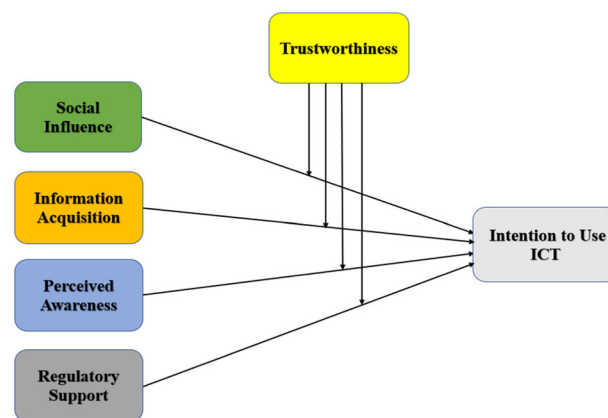 Trustworthiness
Social
Influence
Information
Acquisition
Intention to Use
ICT
Perceived
Awareness
Regulatory
Support